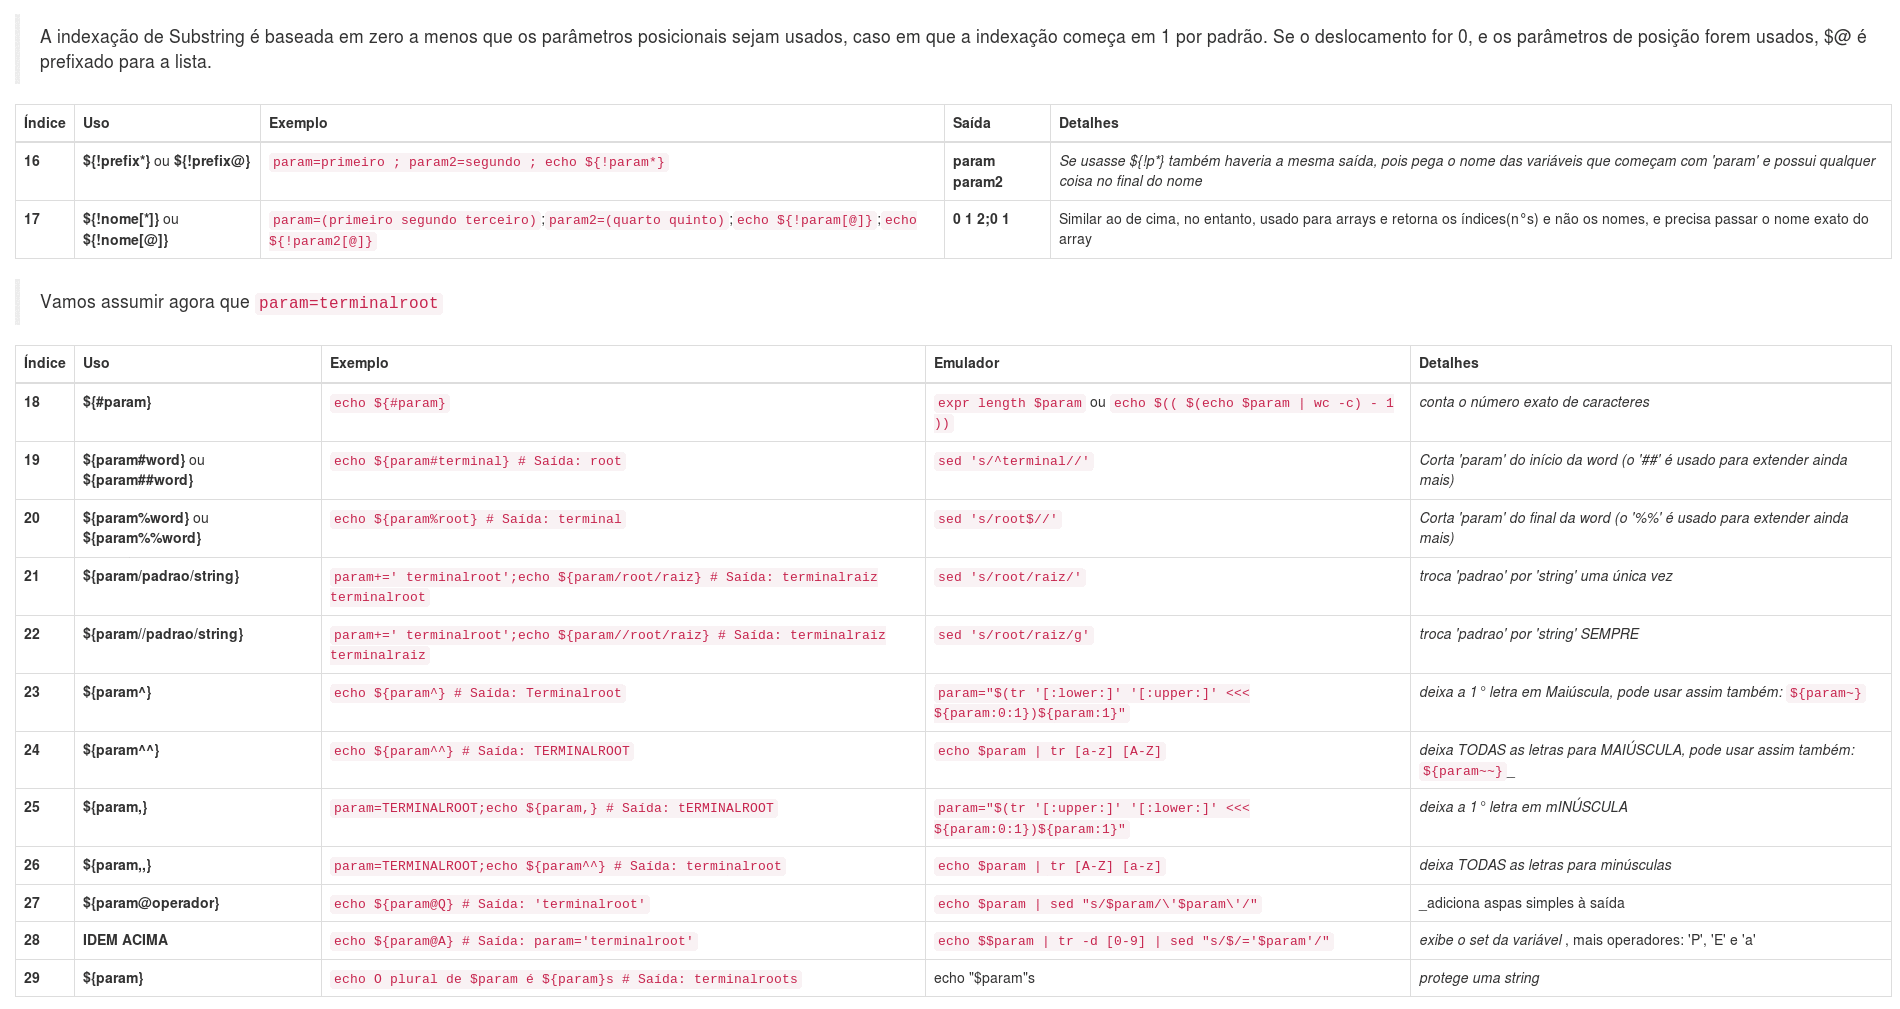 A indexação de Substring é baseada em zero a menos que os parâmetros posicionais sejam usados, caso em que a indexação começa em 1 por padrão. Se o deslocamento for 0, e os parâmetros de posição forem usados, $@ é
prefixado para a lista.
Índice Uso Exemplo Saída Detalhes
16 ${!prefix*} ou ${!prefix@} param=primeiro ; param2=segundo ; echo ${!param*} param Se usasse ${!p*} também haveria a mesma saída, pois pega o nome das variáveis que começam com 'param' e possui qualquer
param2 coisa no final do nome
17 ${!nome[*]} ou param=(primeiro segundo terceiro) ; param2=(quarto quinto) ; echo ${!param[@]} ; echo 0 1 2;0 1 Similar ao de cima, no entanto, usado para arrays e retorna os índices(n°s) e não os nomes, e precisa passar o nome exato do
${!nome[@]} ${!param2[@]} array
Vamos assumir agora que param=terminalroot
Índice Uso Exemplo Emulador Detalhes
18 ${#param} echo ${#param} expr length $param ou echo $(( $(echo $param | wc -c) - 1 conta o número exato de caracteres
))
19 ${param#word} ou echo ${param#terminal} # Saída: root sed 's/^terminal//' Corta 'param' do início da word (o '##' é usado para extender ainda
${param##word} mais)
20 ${param%word} ou echo ${param%root} # Saída: terminal sed 's/root$//' Corta 'param' do final da word (o '%%' é usado para extender ainda
${param%%word} mais)
21 ${param/padrao/string} param+=' terminalroot';echo ${param/root/raiz} # Saída: terminalraiz sed 's/root/raiz/' troca 'padrao' por 'string' uma única vez
terminalroot
22 ${param//padrao/string} param+=' terminalroot';echo ${param//root/raiz} # Saída: terminalraiz sed 's/root/raiz/g' troca 'padrao' por 'string' SEMPRE
terminalraiz
23 ${param^} echo ${param^} # Saída: Terminalroot param="$(tr '[:lower:]' '[:upper:]' <<< deixa a 1° letra em Maiúscula, pode usar assim também: ${param~}
${param:0:1})${param:1}"
24 ${param^^} echo ${param^^} # Saída: TERMINALROOT echo $param | tr [a-z] [A-Z] deixa TODAS as letras para MAIÚSCULA, pode usar assim também:
${param~~} _
25 ${param,} param=TERMINALROOT;echo ${param,} # Saída: tERMINALROOT param="$(tr '[:upper:]' '[:lower:]' <<< deixa a 1° letra em mINÚSCULA
${param:0:1})${param:1}"
26 ${param,,} param=TERMINALROOT;echo ${param^^} # Saída: terminalroot echo $param | tr [A-Z] [a-z] deixa TODAS as letras para minúsculas
27 ${param@operador} echo ${param@Q} # Saída: 'terminalroot' echo $param | sed "s/$param/\'$param\'/" _adiciona aspas simples à saída
28 IDEM ACIMA echo ${param@A} # Saída: param='terminalroot' echo $$param | tr -d [0-9] | sed "s/$/='$param'/" exibe o set da variável , mais operadores: 'P', 'E' e 'a'
29 ${param} echo O plural de $param é ${param}s # Saída: terminalroots echo "$param"s protege uma string